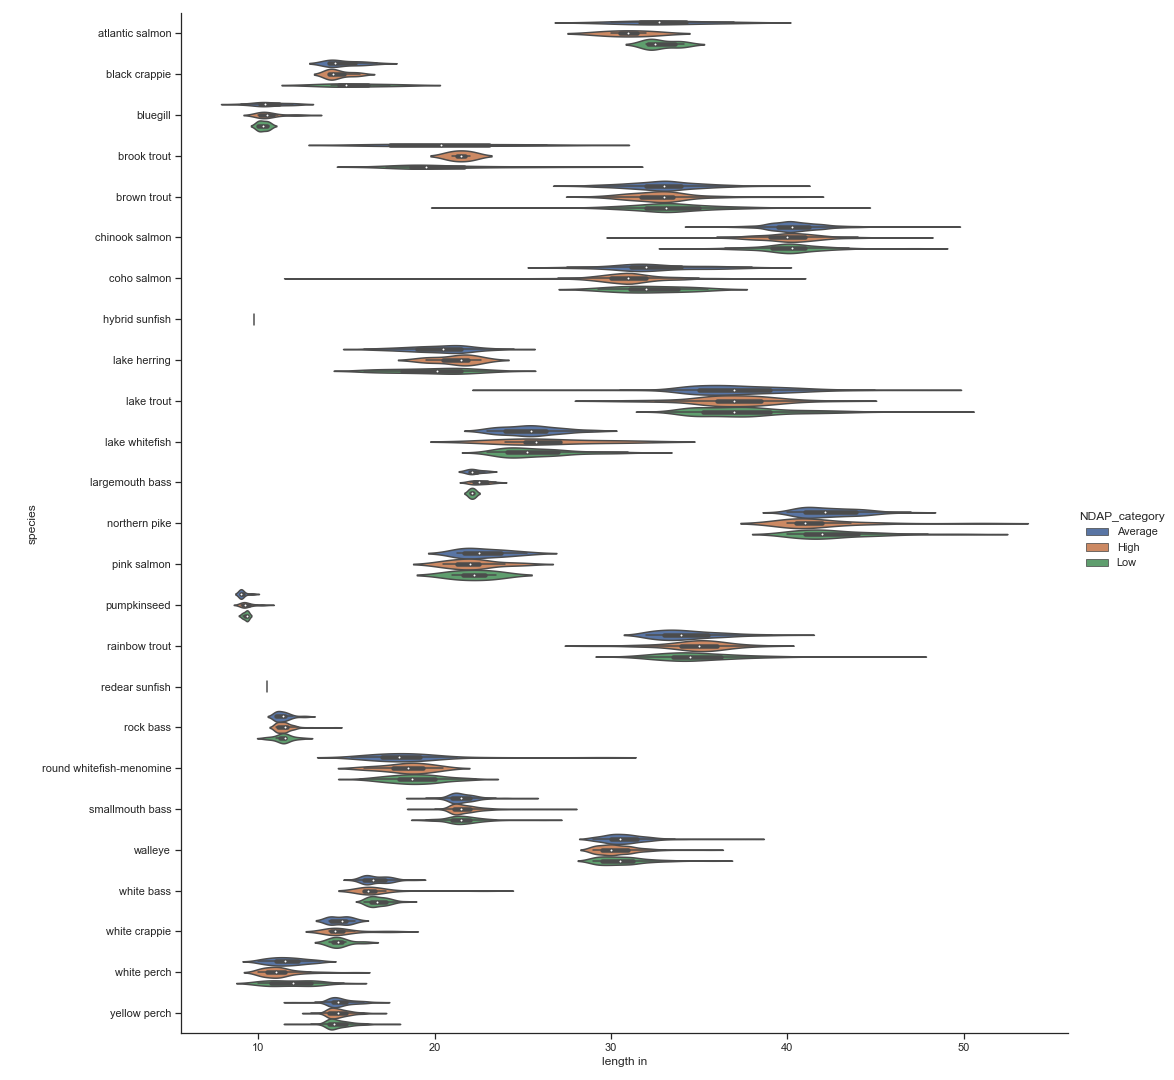 atlantic salmon
black crappie
bluegill
brook trout
brown trout
chinook salmon
coho salmon
hybrid sunfish
lake herring
lake trout
lake whitefish
largemouth bass
northern pike
pink salmon
pumpkinseed
rainbow trout
redear sunfish
rock bass
round whitefish-menomine
smallmouth bass
walleye
white bass
white crappie
white perch
yellow perch
species
10 20 30 40 50
length in
NDAP_category
Average
High
Low